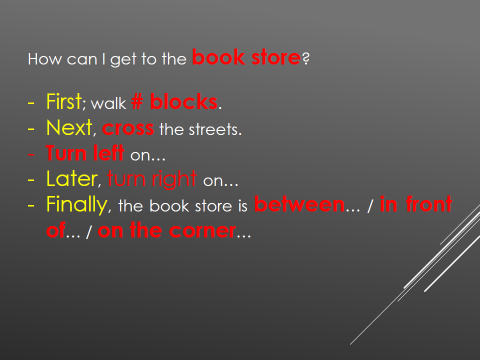 How can I get to the book store?
- First; walk # blocks.
- Next, cross the streets.
- Turn left on...
- Later, turn right on...
- Finally, the book store is between... / in front
of... / on the corner...